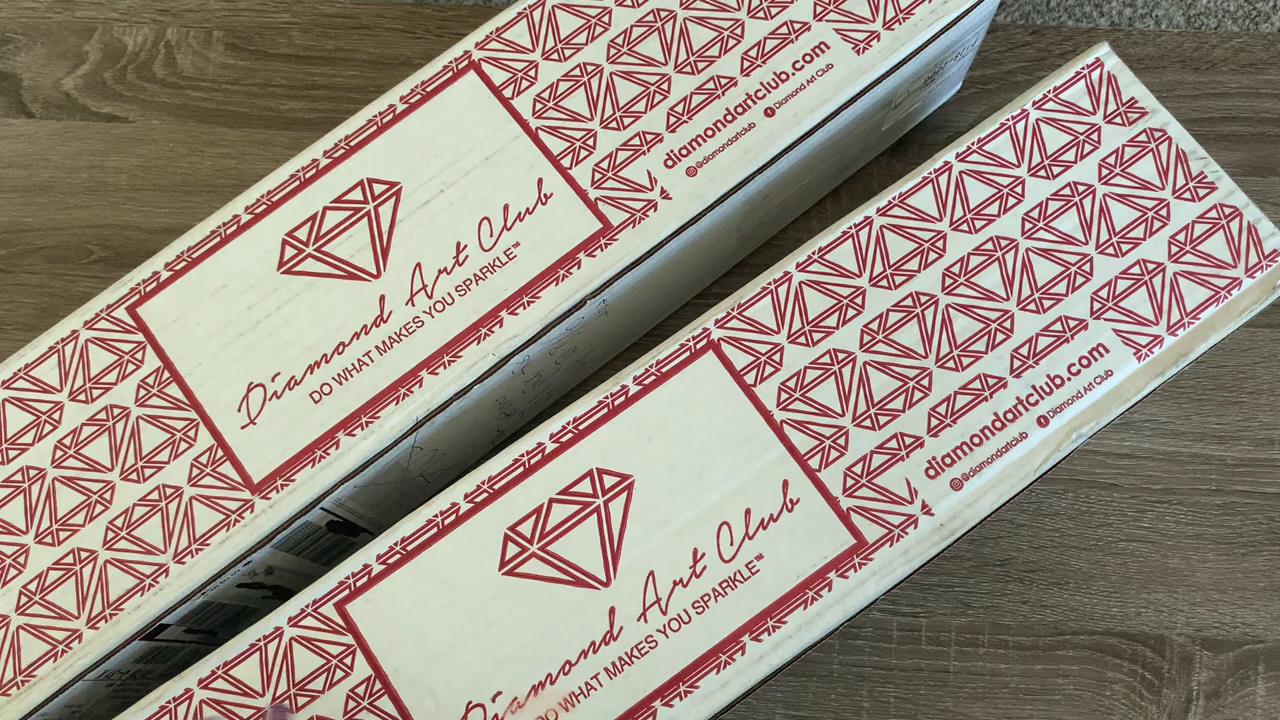 Diamond Art Club
DO WHAT MAKES YOU SPARKLE™
diamondartclub.com
@diamondartclub Diamond Art Club
Diamond Art Club
DO WHAT MAKES YOU SPARKLE™
diamondartclub.com
@diamondartclub Diamond Art Club